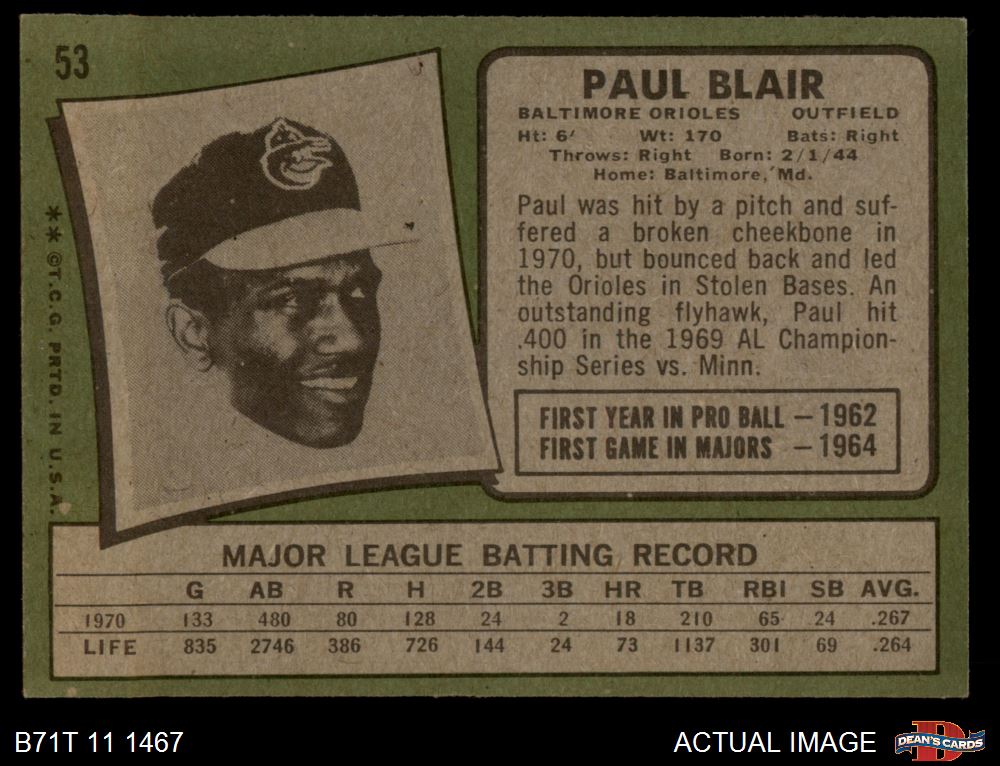 53
PAUL BLAIR
BALTIMORE ORIOLES OUTFIELD
Ht: 6′ Wt: 170 Bats: Right
Throws: Right Born: 2/1/44
Home: Baltimore, Md.
Paul was hit by a pitch and suf-
fered a broken cheekbone in
1970, but bounced back and led
the Orioles in Stolen Bases. An
outstanding flyhawk, Paul hit
.400 in the 1969 AL Champion-
ship Series vs. Minn.
FIRST YEAR IN PRO BALL – 1962
FIRST GAME IN MAJORS – 1964
**©T.C.G. PRTD. IN U.S.A.
MAJOR LEAGUE BATTING RECORD
G AB R H 2B 3B HR TB RBI SB AVG.
1970 133 480 80 128 24 2 18 210 65 24 .267
LIFE 835 2746 386 726 144 24 73 1137 301 69 .264
B71T 11 1467
ACTUAL IMAGE
DEAN'S CARDS